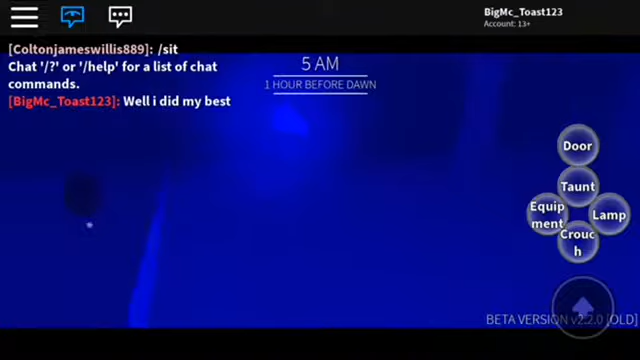 BigMc_Toast123
Account: 13+
[Coltonjameswillis889]: /sit
Chat '/?' or '/help' for a list of chat
commands.
[BigMc_Toast123]: Well i did my best
5 AM
1 HOUR BEFORE DAWN
Door
Taunt
Equip
ment
Lamp
Crouc
h
BETA VERSION v2.2.0 [OLD]